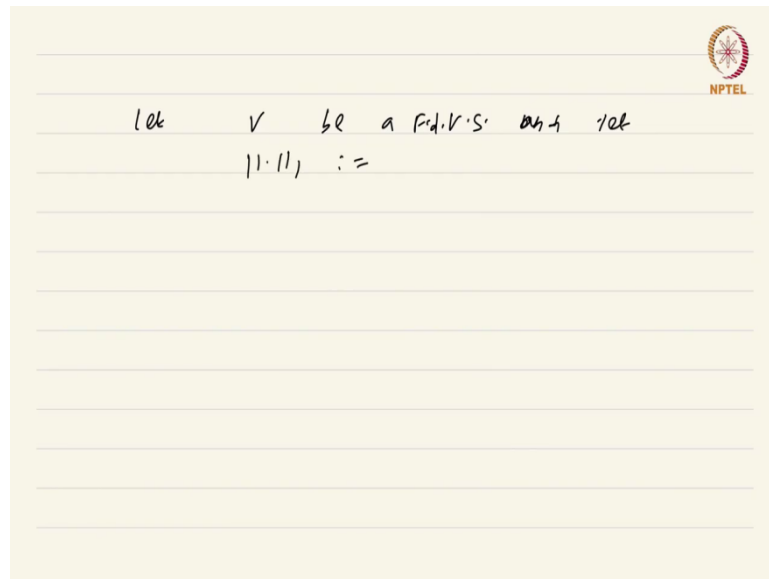 NPTEL
let V be a F.d.V.S. and let
||·||₁ :=